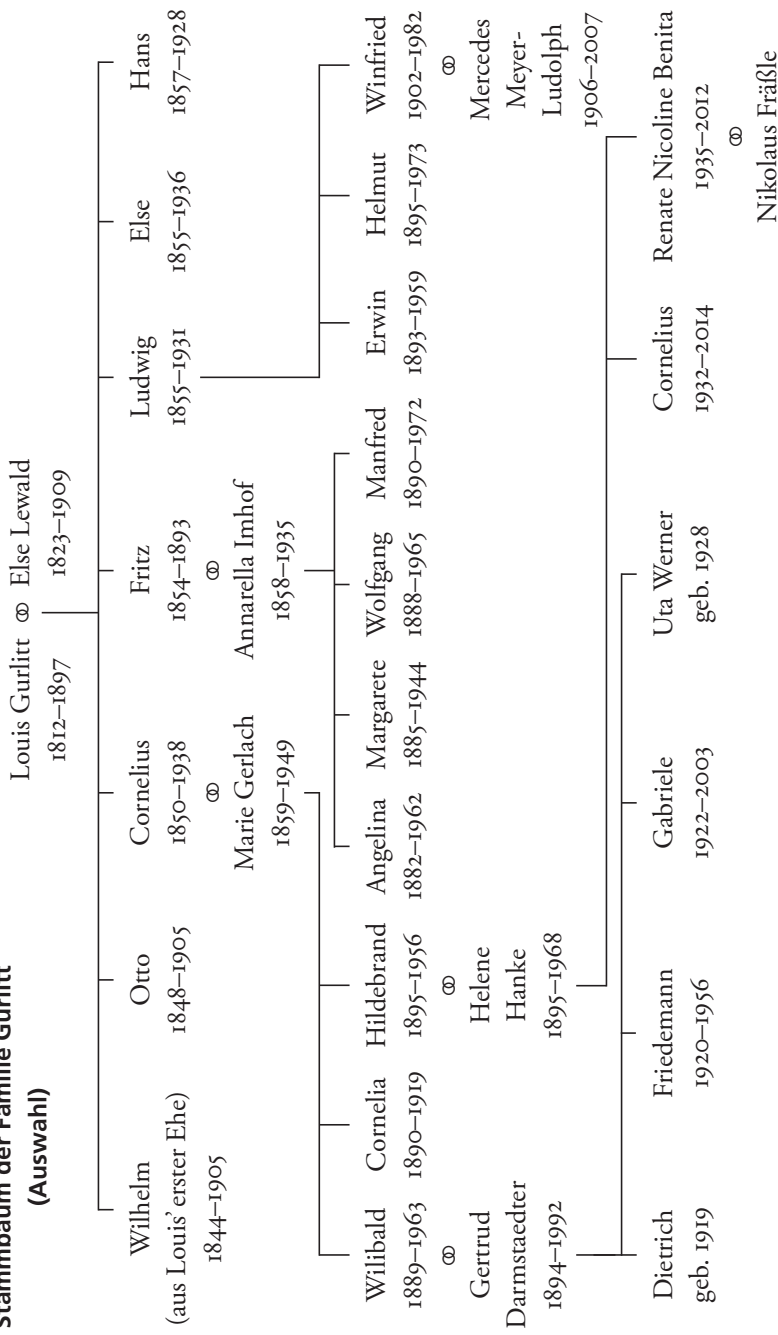 Stammbaum der Familie Gurlitt
(Auswahl)
Louis Gurlitt ⚭ Else Lewald
1812–1897 1823–1909
Wilhelm Otto Cornelius Fritz Ludwig Else Hans
(aus Louis’ erster Ehe) 1848–1905 1850–1938 1854–1893 1855–1931 1855–1936 1857–1928
1844–1905 ⚭ ⚭
Marie Gerlach Annarella Imhof
1859–1949 1858–1935
Wilibald Cornelia Hildebrand Angelina Margarete Wolfgang Manfred Erwin Helmut Winfried
1889–1963 1890–1919 1895–1956 1882–1962 1885–1944 1888–1965 1890–1972 1893–1959 1895–1973 1902–1982
⚭ ⚭ ⚭
Gertrud Helene Mercedes
Darmstaedter Hanke Meyer-
1894–1992 1895–1968 Ludolph
1906–2007
Dietrich Friedemann Gabriele Uta Werner Cornelius Renate Nicoline Benita
geb. 1919 1920–1956 1922–2003 geb. 1928 1932–2014 1935–2012
⚭
Nikolaus Fräßle